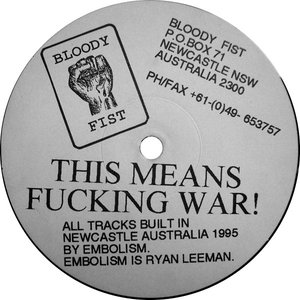 BLOODY
FIST
BLOODY FIST
P.O.BOX 71
NEWCASTLE NSW
AUSTRALIA 2300
PH/FAX +61-(0)49- 653757
THIS MEANS
FUCKING WAR!
ALL TRACKS BUILT IN
NEWCASTLE AUSTRALIA 1995
BY EMBOLISM.
EMBOLISM IS RYAN LEEMAN.